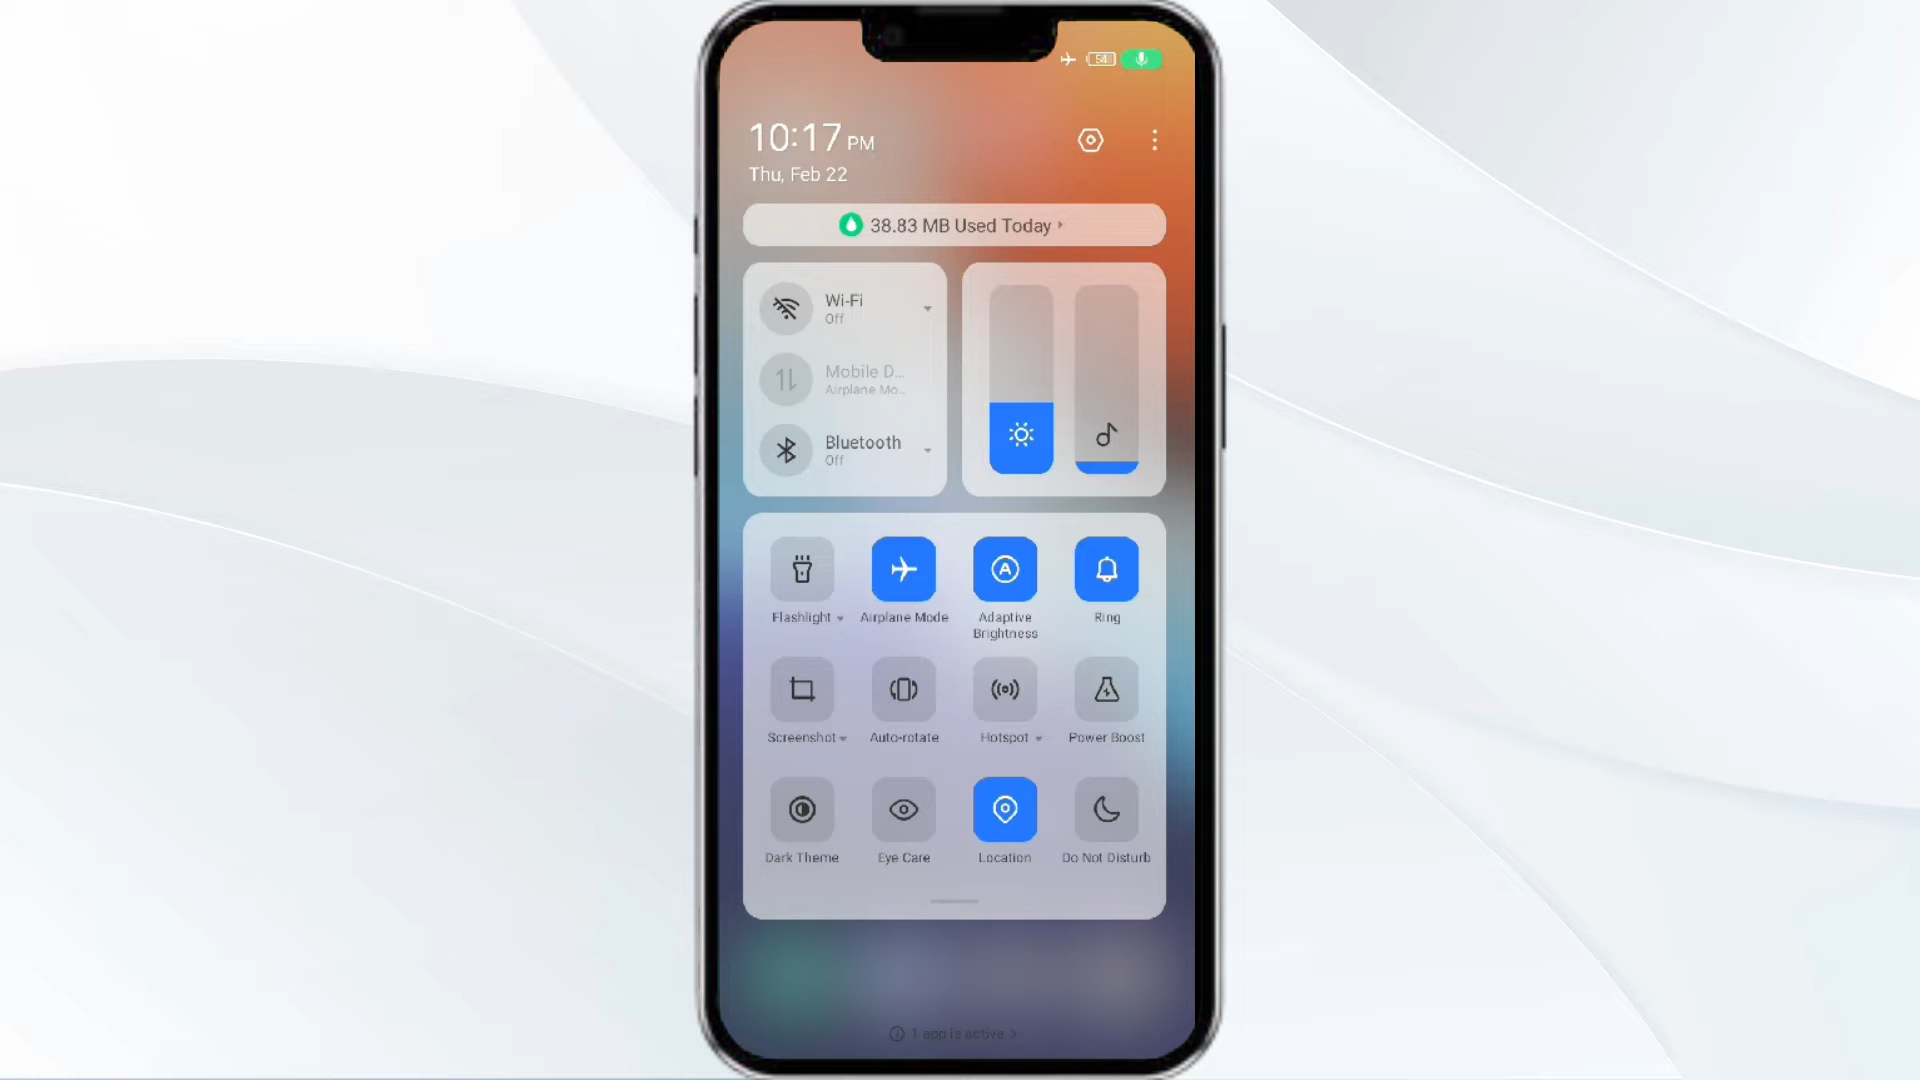 54
10:17 PM
Thu, Feb 22
38.83 MB Used Today
Wi-Fi
Off
Mobile D...
Airplane Mo...
Bluetooth
Off
Flashlight
Airplane Mode
Adaptive
Brightness
Ring
Screenshot
Auto-rotate
Hotspot
Power Boost
Dark Theme
Eye Care
Location
Do Not Disturb
1 app is active